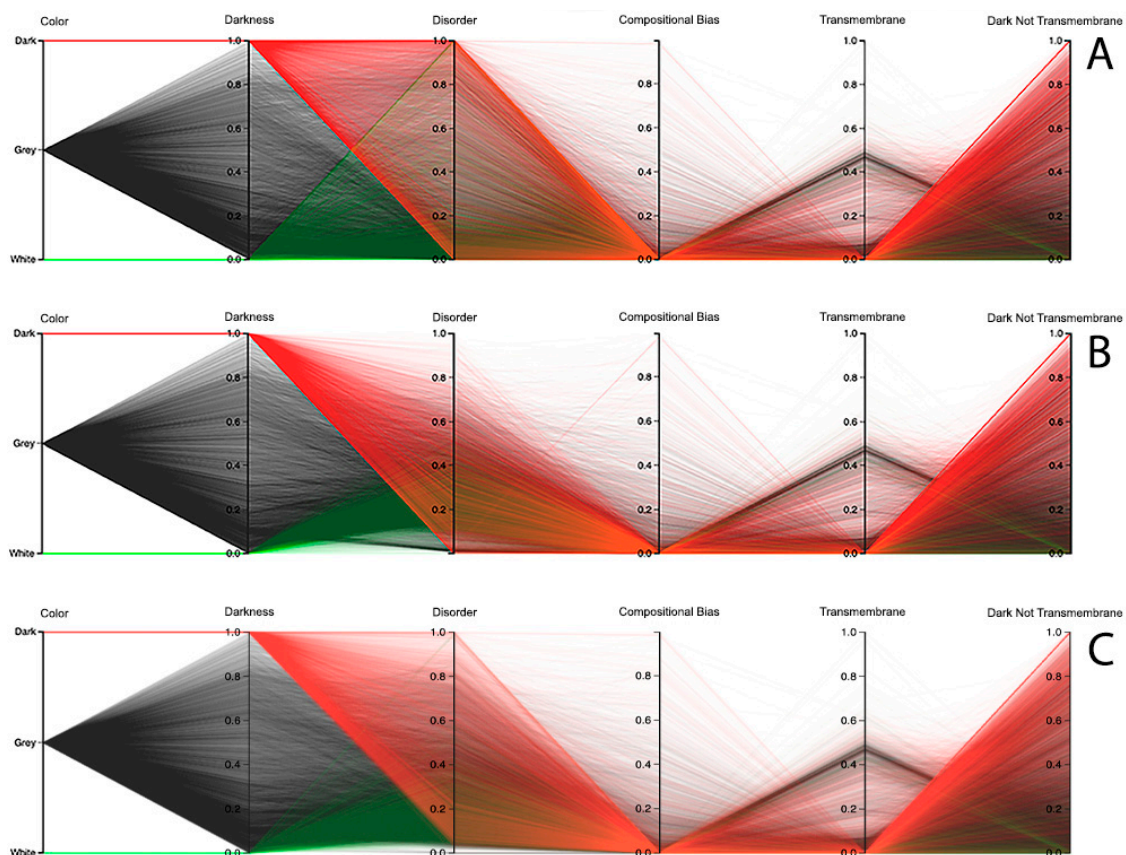 Color Darkness Disorder Compositional Bias Transmembrane Dark Not Transmembrane
Dark 1.0 1.0 1.0 1.0 A
0.8 0.8 0.8 0.8 0.8
0.6 0.6 0.6 0.6 0.6
Grey
0.4 0.4 0.4 0.4 0.4
0.2 0.2 0.2 0.2 0.2
White 0.0 0.0 0.0 0.0 0.0
Color Darkness Disorder Compositional Bias Transmembrane Dark Not Transmembrane
Dark 1.0 1.0 1.0 B
0.8 0.8 0.8 0.8 0.8
0.6 0.6 0.6 0.6 0.6
Grey
0.4 0.4 0.4 0.4 0.4
0.2 0.2 0.2 0.2 0.2
White 0.0 0.0 0.0 0.0
Color Darkness Disorder Compositional Bias Transmembrane Dark Not Transmembrane
Dark 1.0 1.0 1.0 1.0 C
0.8 0.8 0.8 0.8 0.8
0.6 0.6 0.6 0.6 0.6
Grey
0.4 0.4 0.4 0.4 0.4
0.2 0.2 0.2 0.2 0.2
White 0.0 0.0 0.0 0.0 0.0